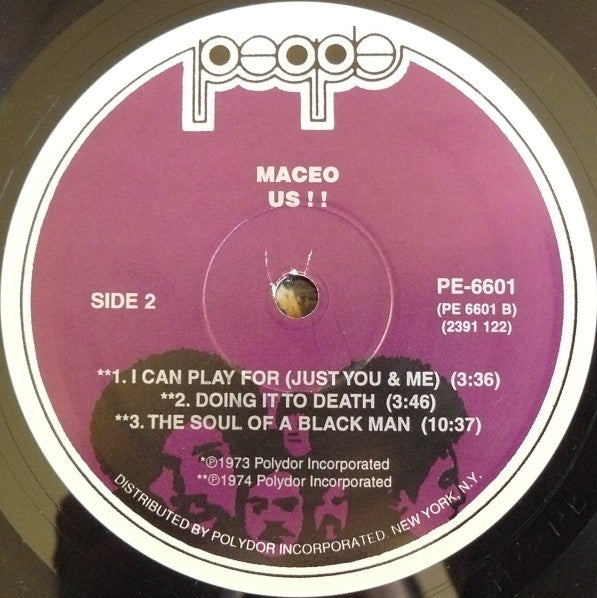 people
MACEO
US ! !
SIDE 2
PE-6601
(PE 6601 B)
(2391 122)
**1. I CAN PLAY FOR (JUST YOU & ME) (3:36)
**2. DOING IT TO DEATH (3:46)
**3. THE SOUL OF A BLACK MAN (10:37)
*℗1973 Polydor Incorporated
**℗1974 Polydor Incorporated
DISTRIBUTED BY POLYDOR INCORPORATED. NEW YORK, N.Y.